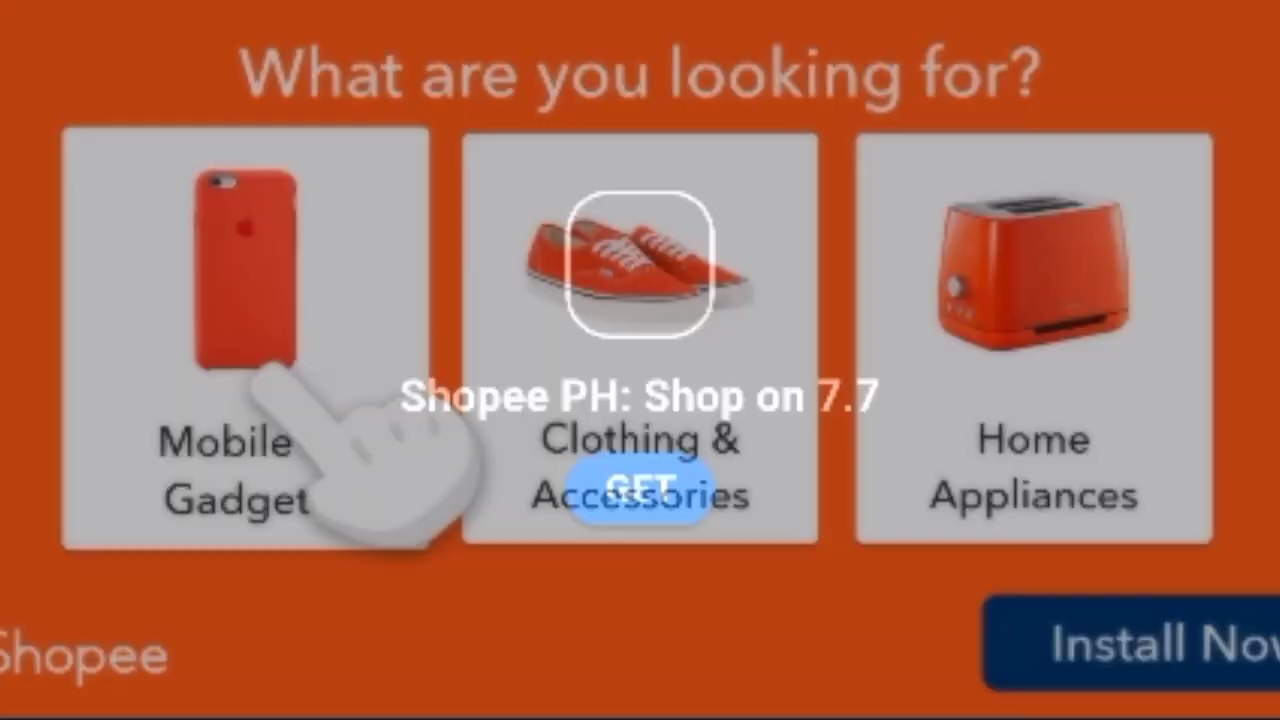 What are you looking for?
Shopee PH: Shop on 7.7
Mobile
Gadget
Clothing &
Accessories
GET
Home
Appliances
Shopee
Install Now